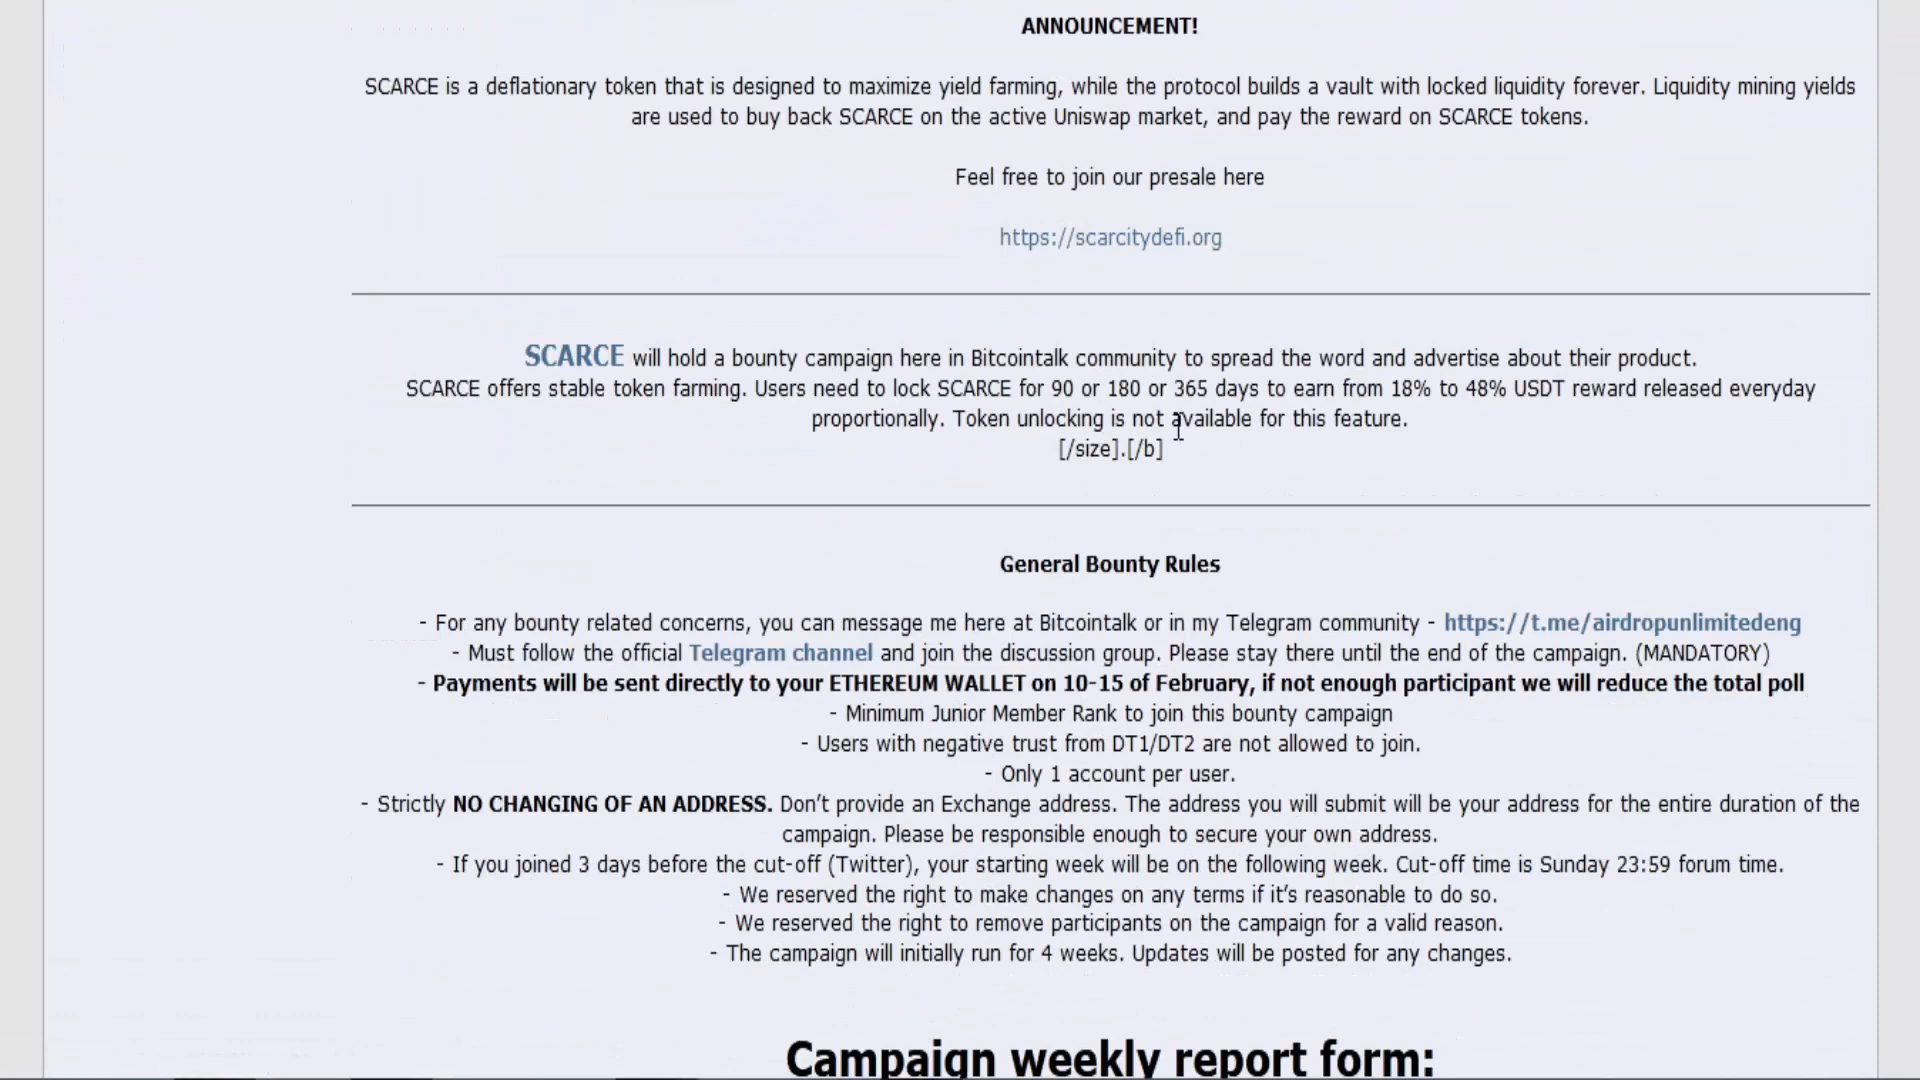 ANNOUNCEMENT!
SCARCE is a deflationary token that is designed to maximize yield farming, while the protocol builds a vault with locked liquidity forever. Liquidity mining yields
are used to buy back SCARCE on the active Uniswap market, and pay the reward on SCARCE tokens.
Feel free to join our presale here
https://scarcitydefi.org
SCARCE will hold a bounty campaign here in Bitcointalk community to spread the word and advertise about their product.
SCARCE offers stable token farming. Users need to lock SCARCE for 90 or 180 or 365 days to earn from 18% to 48% USDT reward released everyday
proportionally. Token unlocking is not available for this feature.
[/size].[/b]
General Bounty Rules
- For any bounty related concerns, you can message me here at Bitcointalk or in my Telegram community - https://t.me/airdropunlimitedeng
- Must follow the official Telegram channel and join the discussion group. Please stay there until the end of the campaign. (MANDATORY)
- Payments will be sent directly to your ETHEREUM WALLET on 10-15 of February, if not enough participant we will reduce the total poll
- Minimum Junior Member Rank to join this bounty campaign
- Users with negative trust from DT1/DT2 are not allowed to join.
- Only 1 account per user.
- Strictly NO CHANGING OF AN ADDRESS. Don’t provide an Exchange address. The address you will submit will be your address for the entire duration of the
campaign. Please be responsible enough to secure your own address.
- If you joined 3 days before the cut-off (Twitter), your starting week will be on the following week. Cut-off time is Sunday 23:59 forum time.
- We reserved the right to make changes on any terms if it’s reasonable to do so.
- We reserved the right to remove participants on the campaign for a valid reason.
- The campaign will initially run for 4 weeks. Updates will be posted for any changes.
Campaign weekly report form: